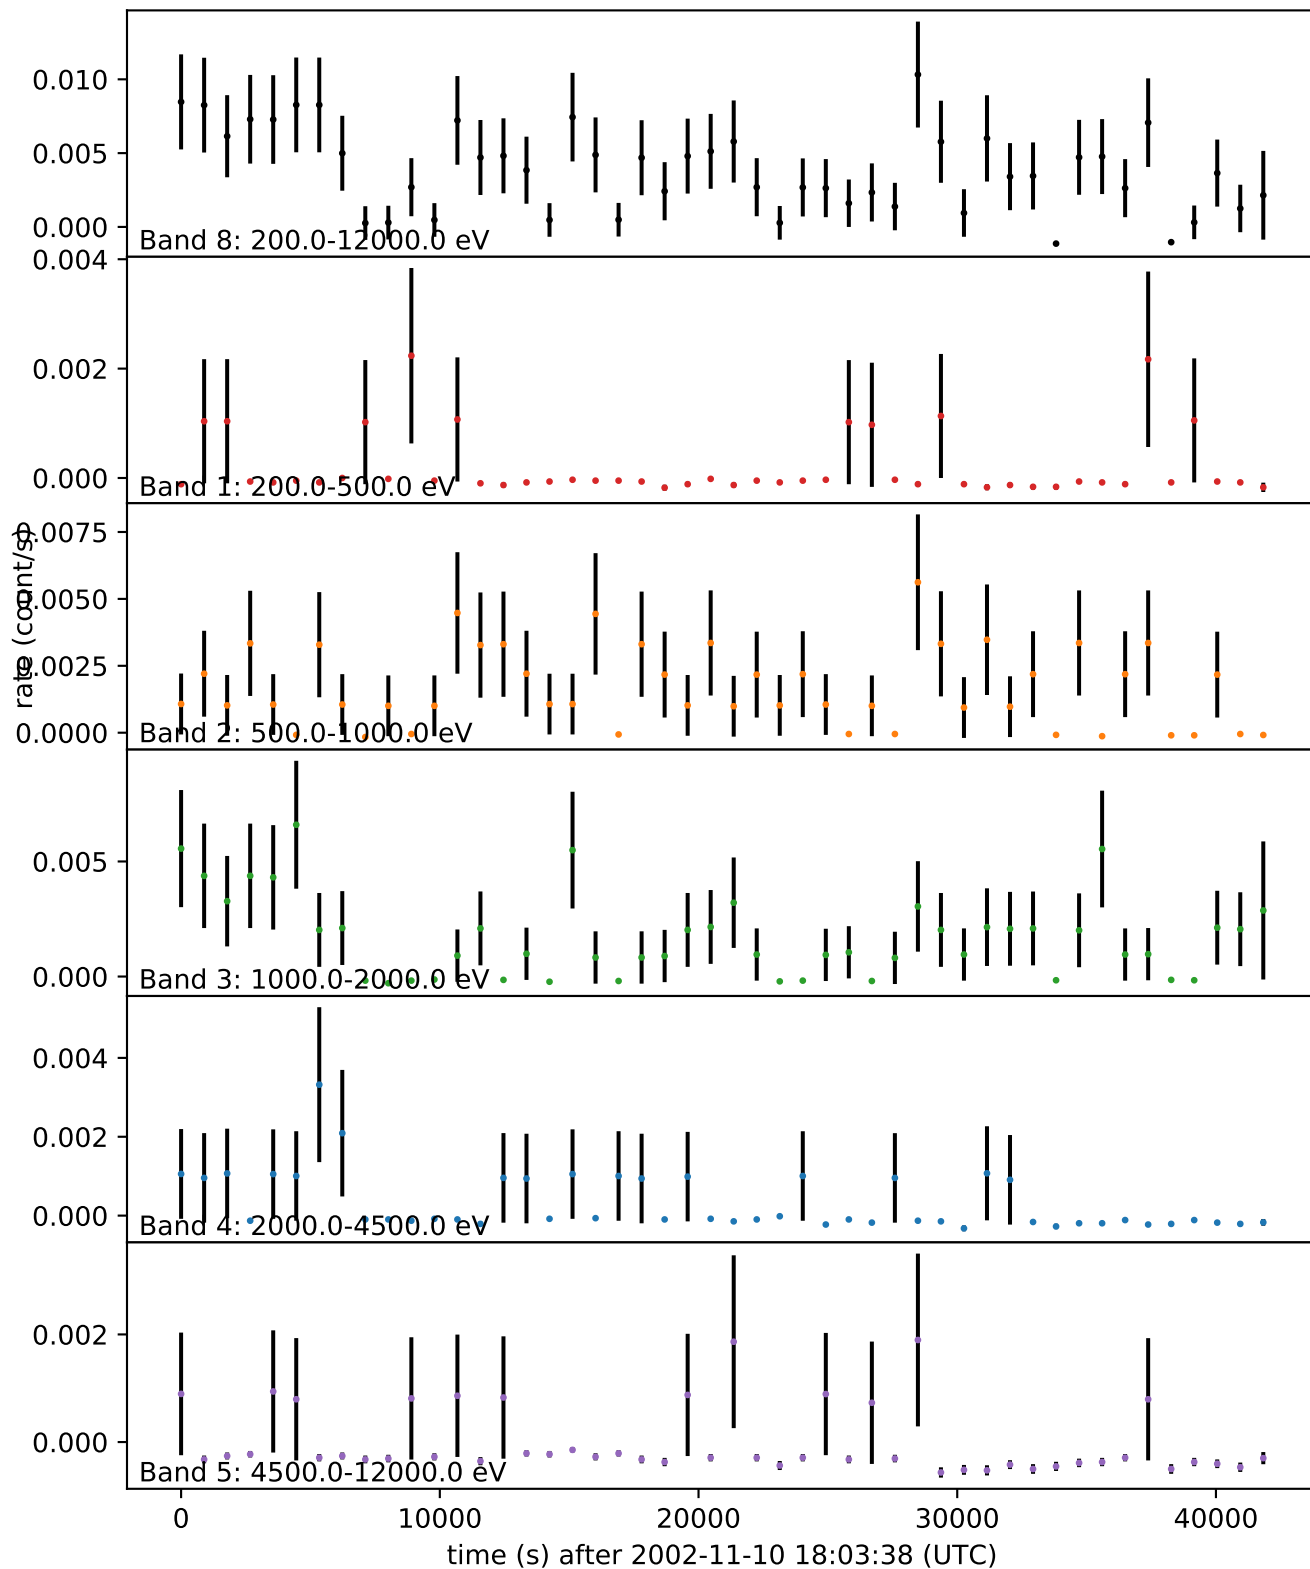 0.010
0.005
0.000
Band 8: 200.0-12000.0 eV
0.004
0.002
0.000
Band 1: 200.0-500.0 eV
rate (count/s)
0.0075
0.0050
0.0025
0.0000
Band 2: 500.0-1000.0 eV
0.005
0.000
Band 3: 1000.0-2000.0 eV
0.004
0.002
0.000
Band 4: 2000.0-4500.0 eV
0.002
0.000
Band 5: 4500.0-12000.0 eV
0 10000 20000 30000 40000
time (s) after 2002-11-10 18:03:38 (UTC)